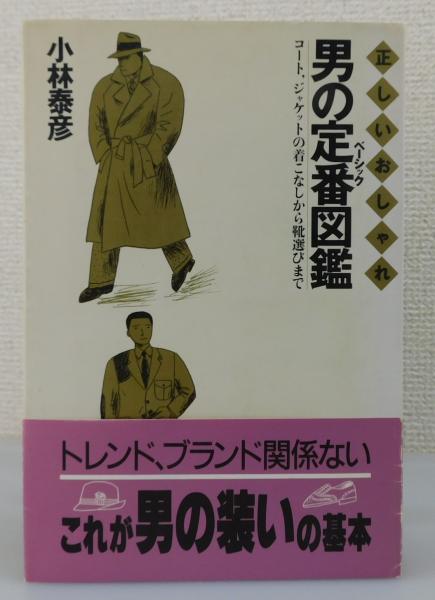 正しいおしゃれ
男の定番図鑑
ベーシック
コート、ジャケットの着こなしから靴選びまで
小林泰彦
トレンド、ブランド関係ない
これが男の装いの基本